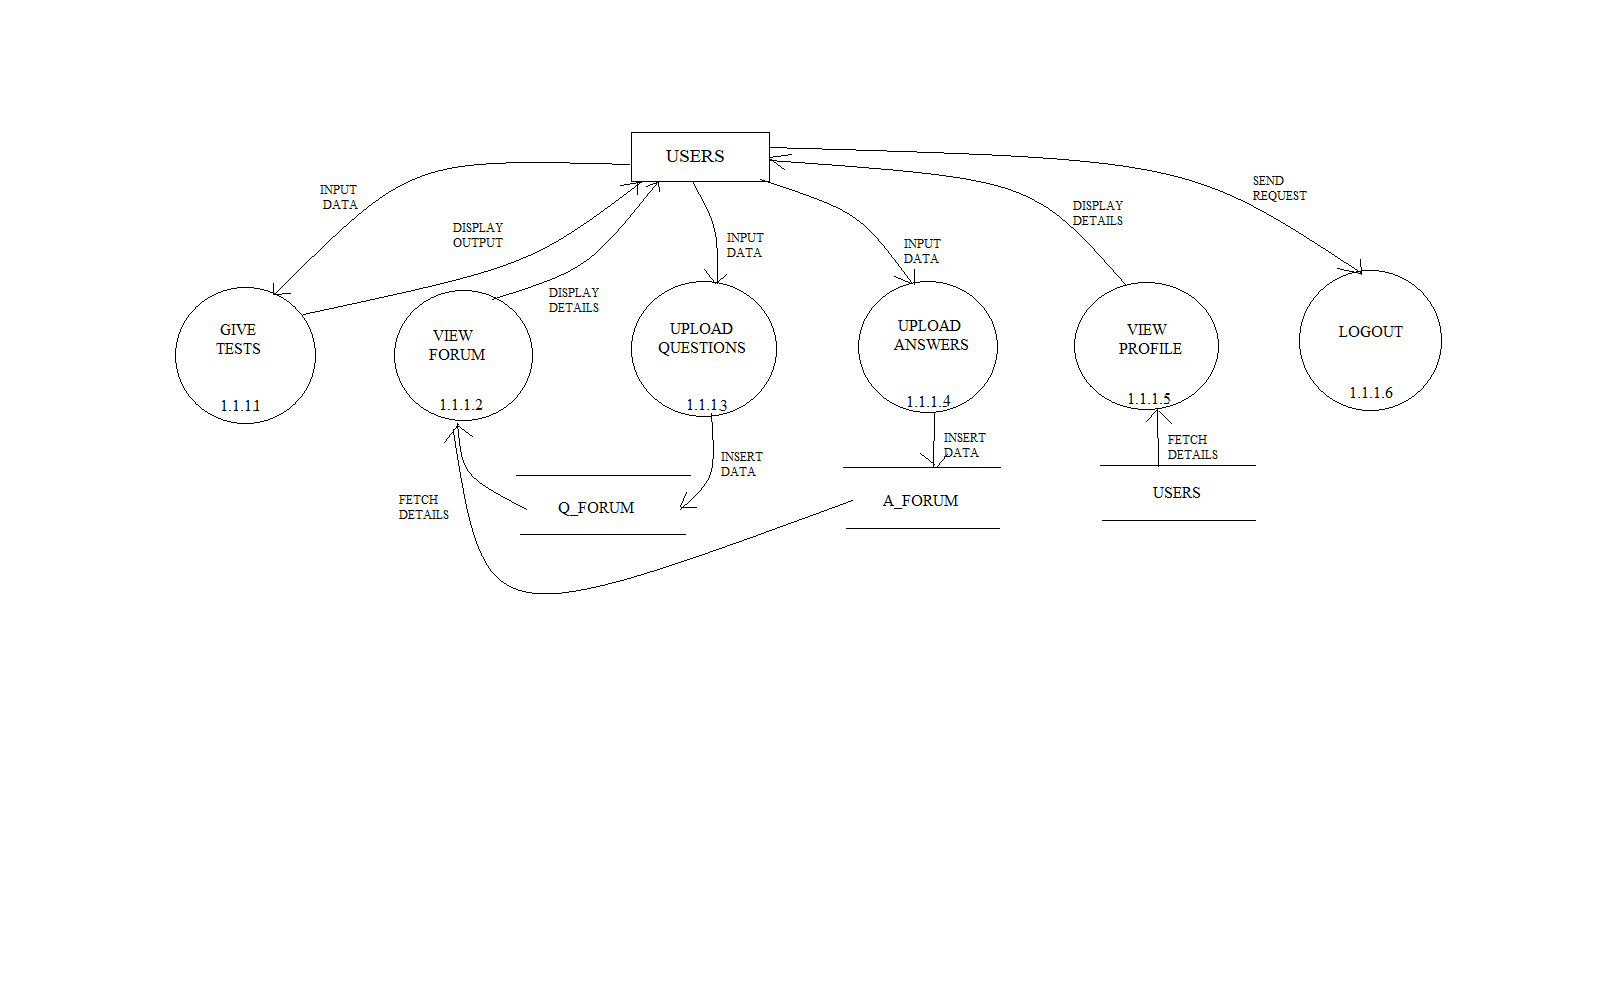 USERS
INPUT
DATA
DISPLAY
OUTPUT
DISPLAY
DETAILS
INPUT
DATA
INPUT
DATA
DISPLAY
DETAILS
SEND
REQUEST
GIVE
TESTS
1.1.11
VIEW
FORUM
1.1.1.2
UPLOAD
QUESTIONS
1.1.13
UPLOAD
ANSWERS
1.1.1.4
VIEW
PROFILE
1.1.1.5
LOGOUT
1.1.1.6
FETCH
DETAILS
INSERT
DATA
INSERT
DATA
FETCH
DETAILS
Q_FORUM
A_FORUM
USERS